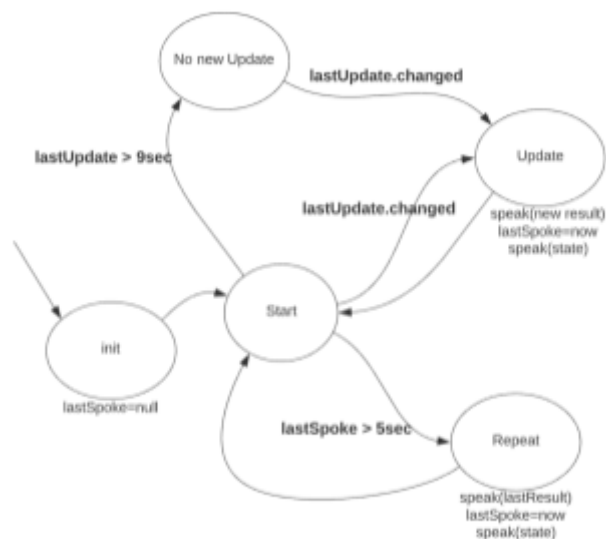 No new Update
lastUpdate.changed
Update
lastUpdate > 9sec
lastUpdate.changed
speak(new result)
lastSpoke=now
speak(state)
Start
init
lastSpoke=null
lastSpoke > 5sec
Repeat
speak(lastResult)
lastSpoke=now
speak(state)